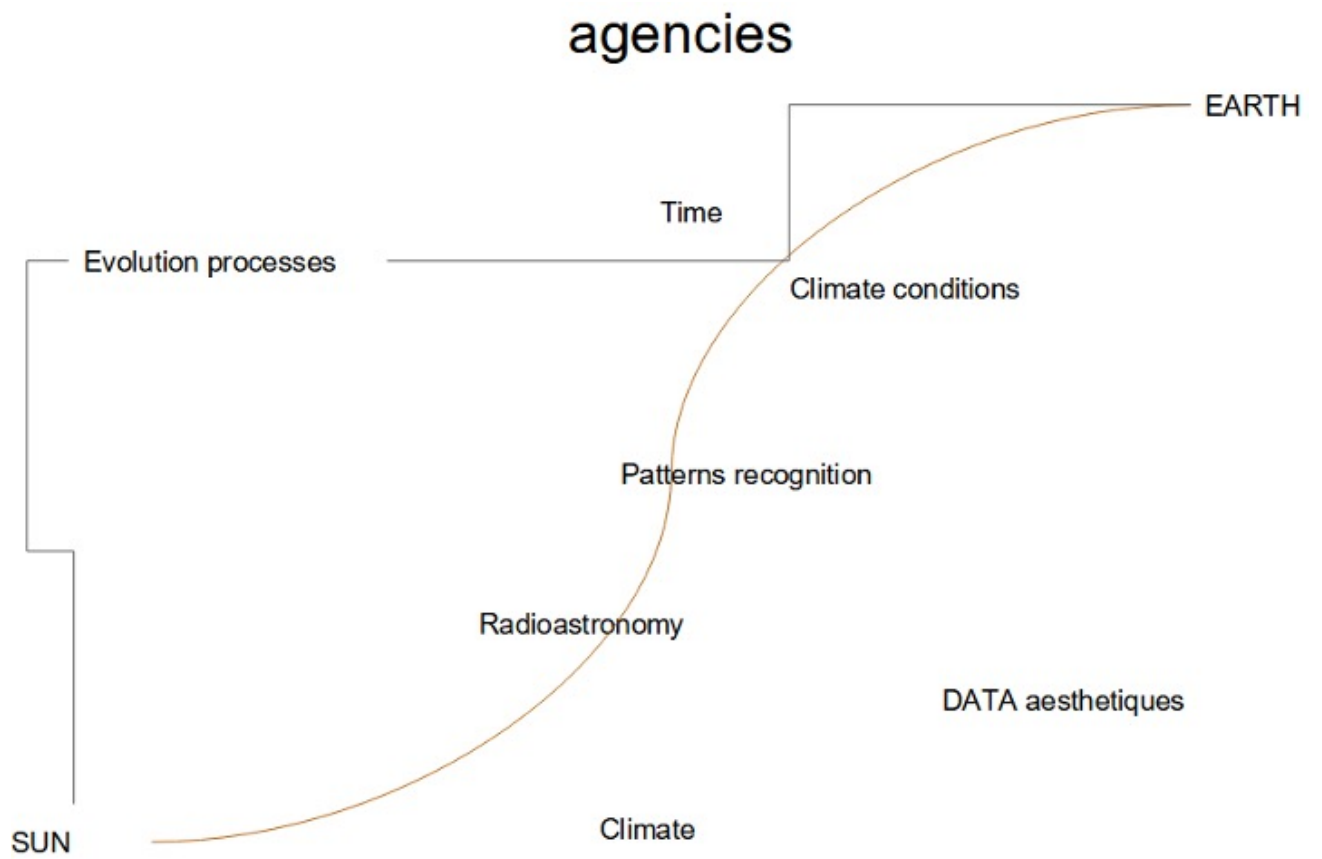 agencies
EARTH
Time
Evolution processes
Climate conditions
Patterns recognition
Radioastronomy
DATA aesthetiques
Climate
SUN